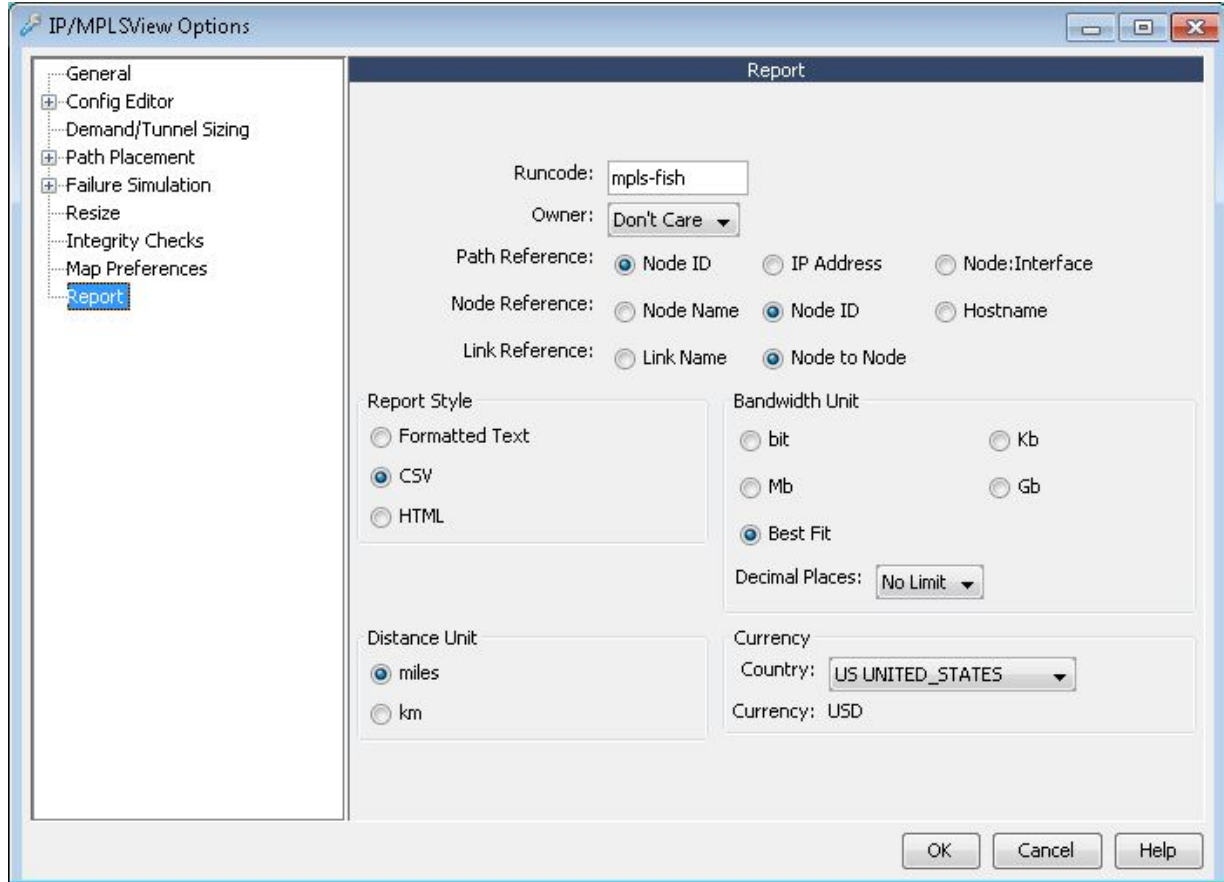 IP/MPLSView Options
General
Config Editor
Demand/Tunnel Sizing
Path Placement
Failure Simulation
Resize
Integrity Checks
Map Preferences
Report
Report
Runcode: mpls-fish
Owner: Don't Care
Path Reference: Node ID IP Address Node:Interface
Node Reference: Node Name Node ID Hostname
Link Reference: Link Name Node to Node
Report Style
Formatted Text
CSV
HTML
Bandwidth Unit
bit Kb
Mb Gb
Best Fit
Decimal Places: No Limit
Distance Unit
miles
km
Currency
Country: US UNITED_STATES
Currency: USD
OK Cancel Help